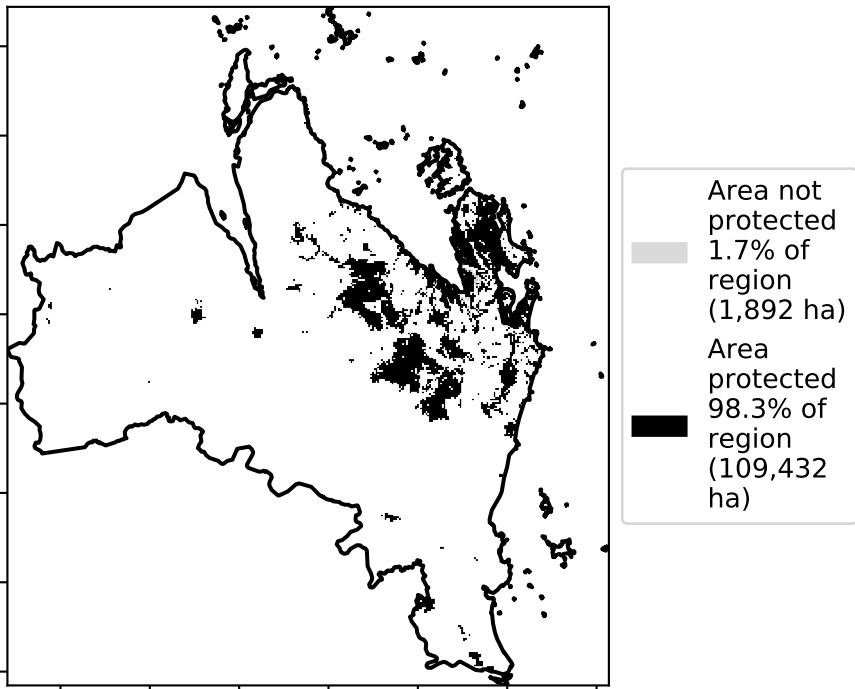 Area not
protected
1.7% of
region
(1,892 ha)
Area
protected
98.3% of
region
(109,432
ha)